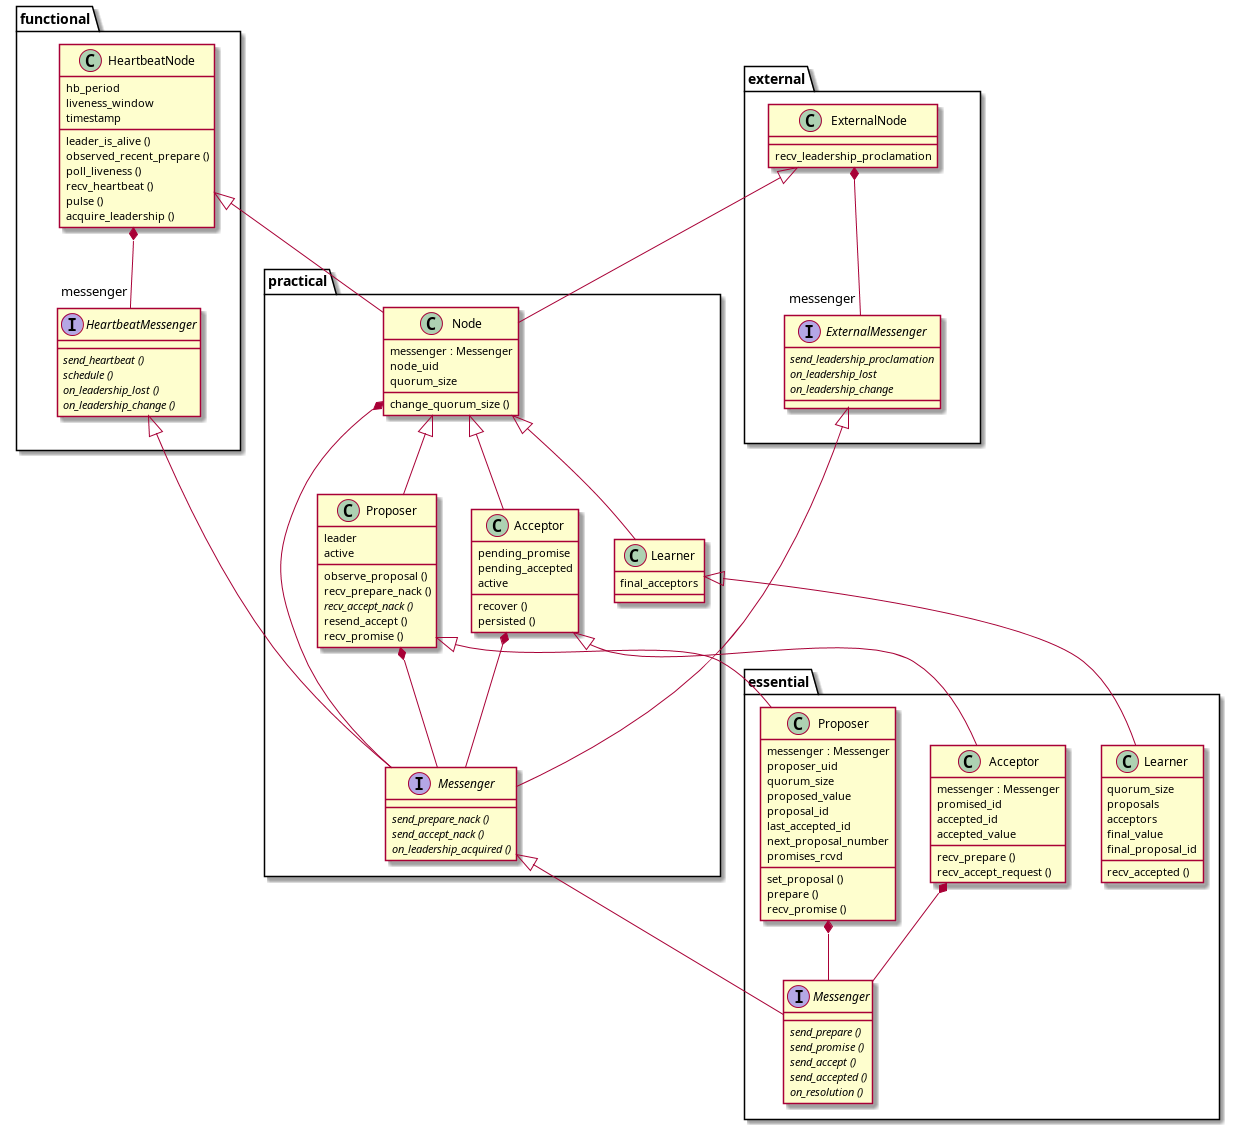 functional
C HeartbeatNode
hb_period
liveness_window
timestamp
leader_is_alive ()
observed_recent_prepare ()
poll_liveness ()
recv_heartbeat ()
pulse ()
acquire_leadership ()
messenger
I HeartbeatMessenger
send_heartbeat ()
schedule ()
on_leadership_lost ()
on_leadership_change ()
external
C ExternalNode
recv_leadership_proclamation
messenger
I ExternalMessenger
send_leadership_proclamation
on_leadership_lost
on_leadership_change
practical
C Node
messenger : Messenger
node_uid
quorum_size
change_quorum_size ()
C Proposer
leader
active
observe_proposal ()
recv_prepare_nack ()
recv_accept_nack ()
resend_accept ()
recv_promise ()
C Acceptor
pending_promise
pending_accepted
active
recover ()
persisted ()
C Learner
final_acceptors
I Messenger
send_prepare_nack ()
send_accept_nack ()
on_leadership_acquired ()
essential
C Proposer
messenger : Messenger
proposer_uid
quorum_size
proposed_value
proposal_id
last_accepted_id
next_proposal_number
promises_rcvd
set_proposal ()
prepare ()
recv_promise ()
C Acceptor
messenger : Messenger
promised_id
accepted_id
accepted_value
recv_prepare ()
recv_accept_request ()
C Learner
quorum_size
proposals
acceptors
final_value
final_proposal_id
recv_accepted ()
I Messenger
send_prepare ()
send_promise ()
send_accept ()
send_accepted ()
on_resolution ()